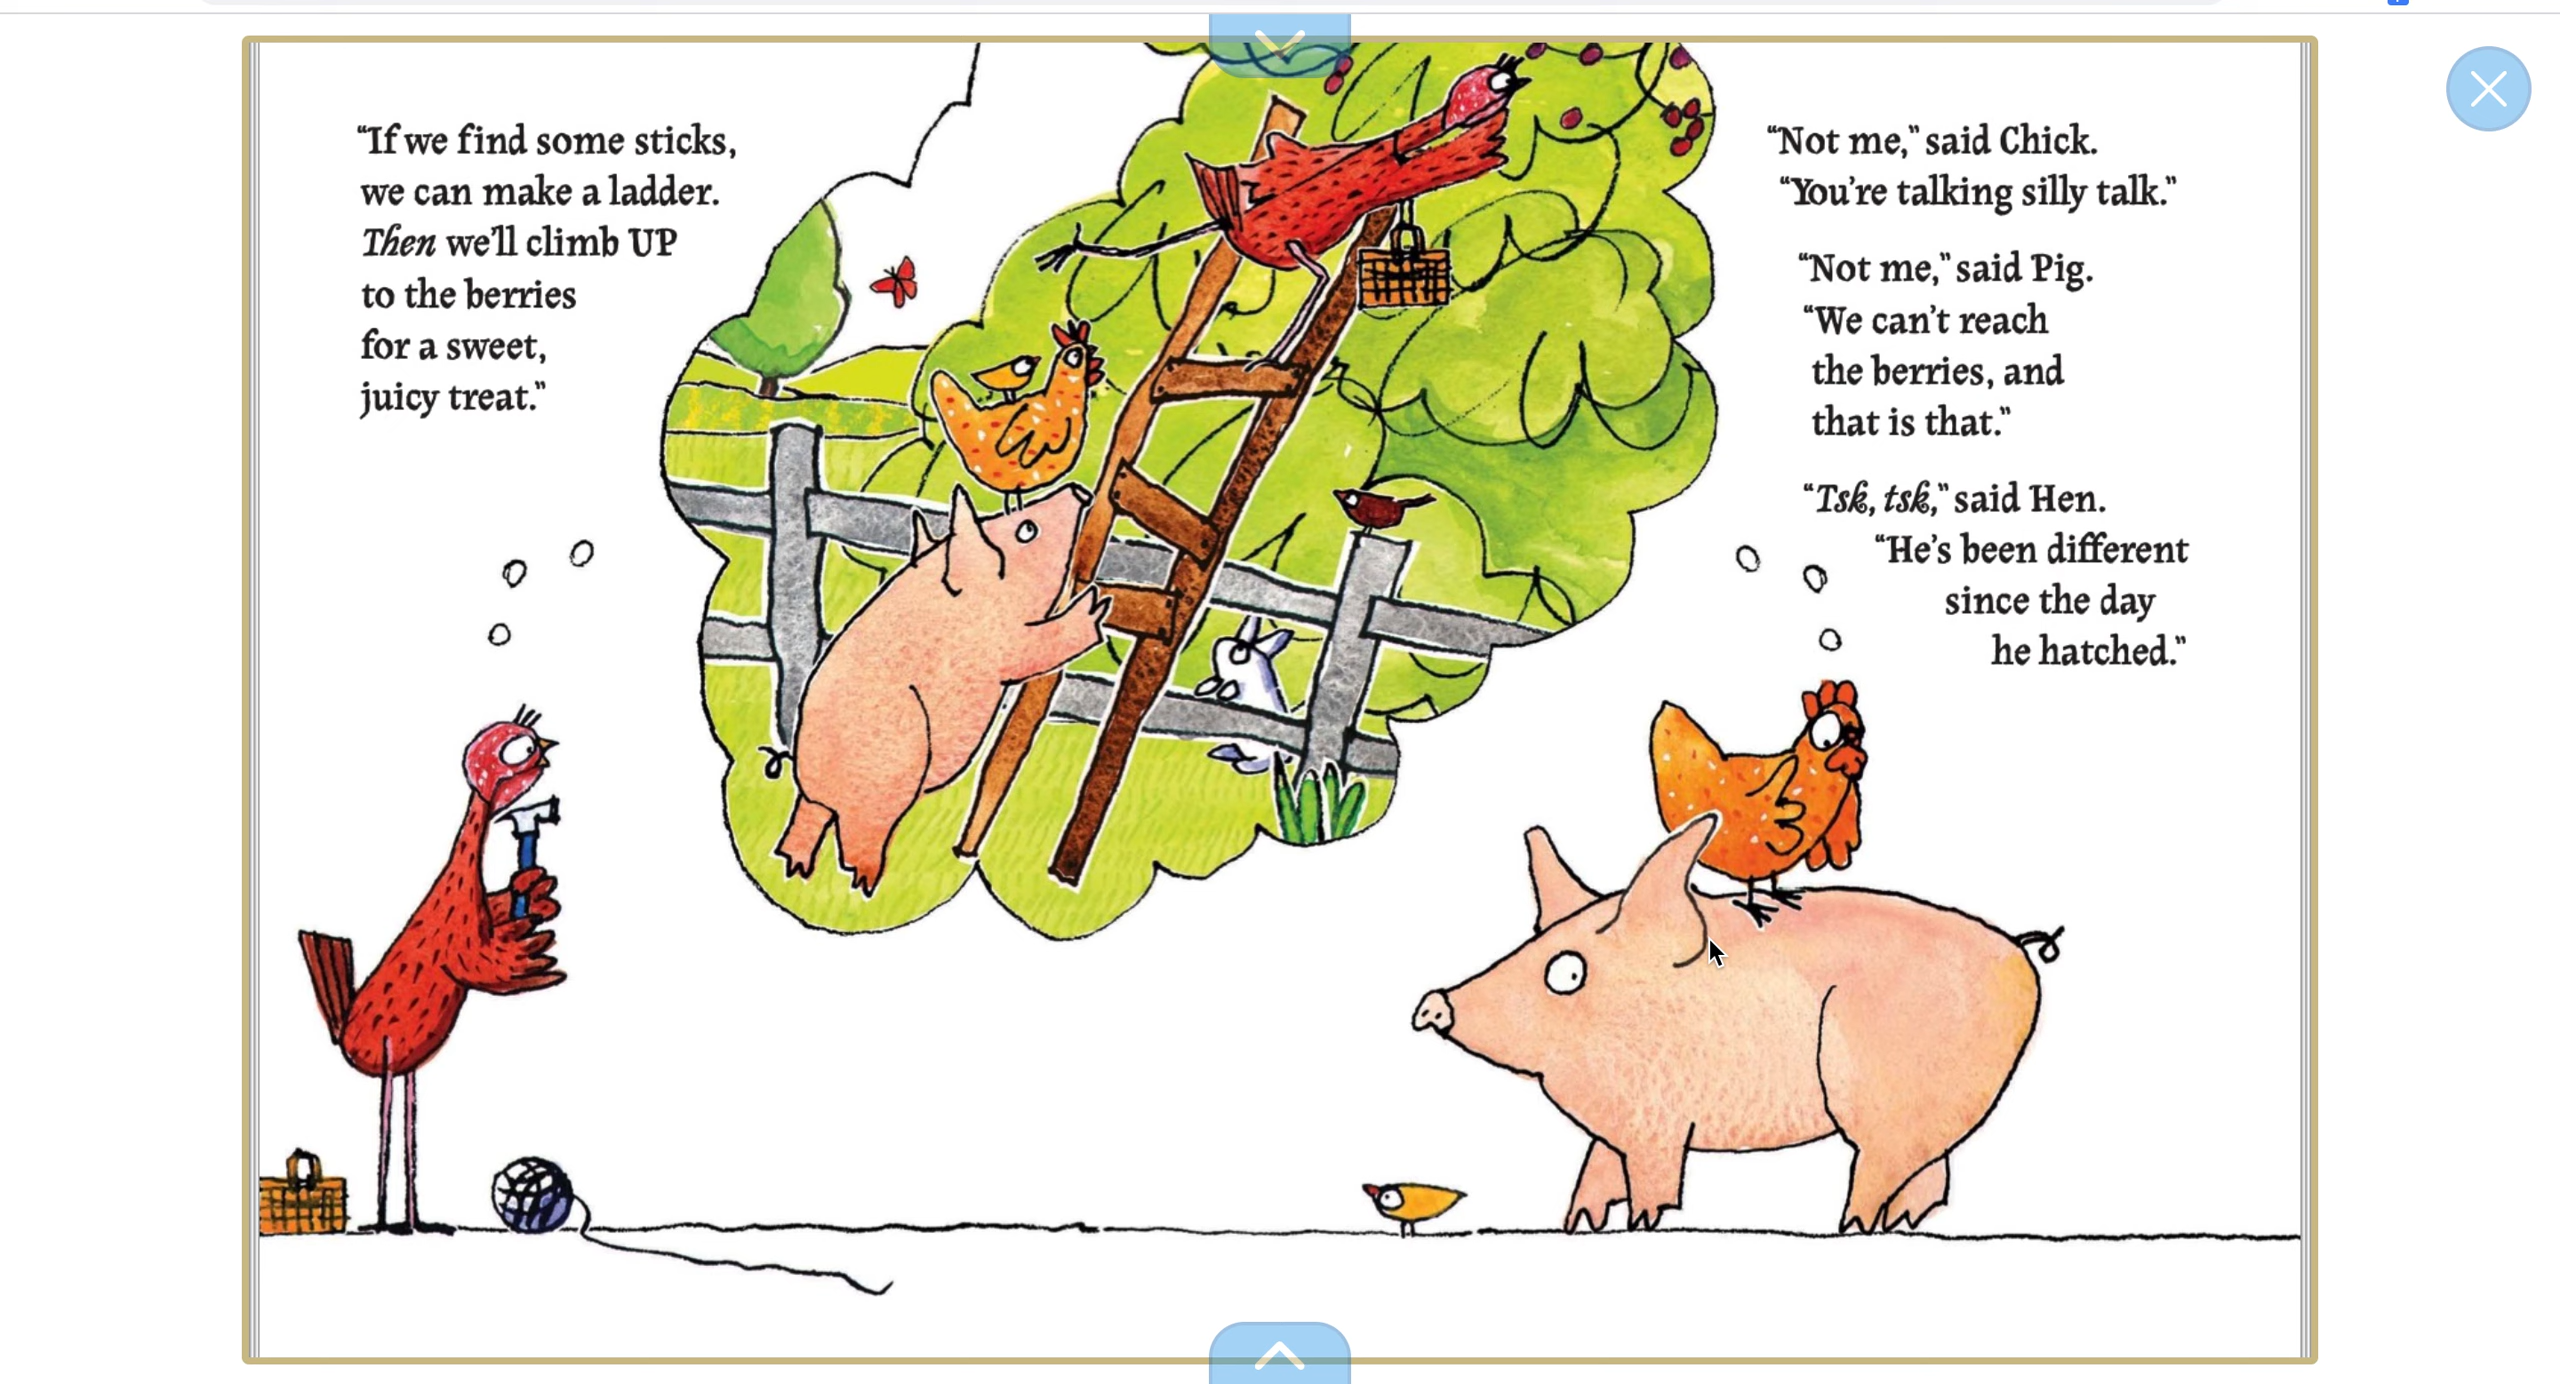 “If we find some sticks,
we can make a ladder.
Then we’ll climb UP
to the berries
for a sweet,
juicy treat.”
“Not me,” said Chick.
“You’re talking silly talk.”
“Not me,” said Pig.
“We can’t reach
the berries, and
that is that.”
“Tsk, tsk,” said Hen.
“He’s been different
since the day
he hatched.”